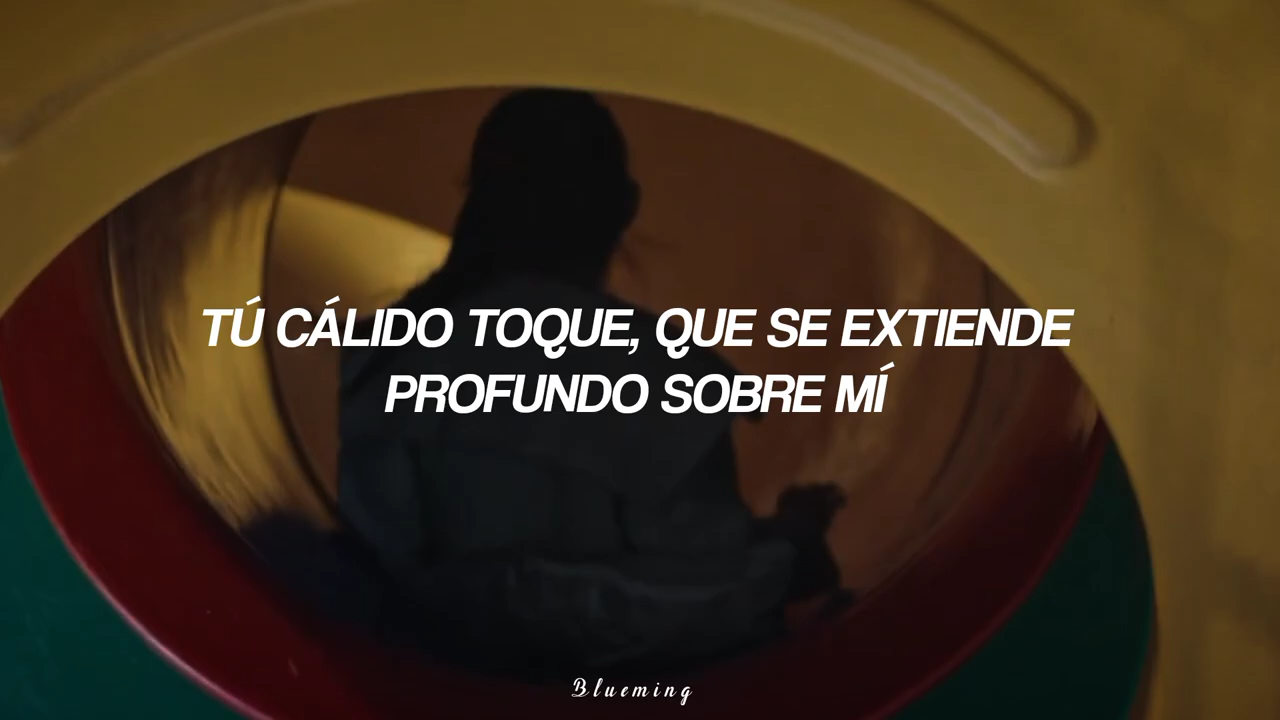 TÚ CÁLIDO TOQUE, QUE SE EXTIENDE
PROFUNDO SOBRE MÍ
Blueming